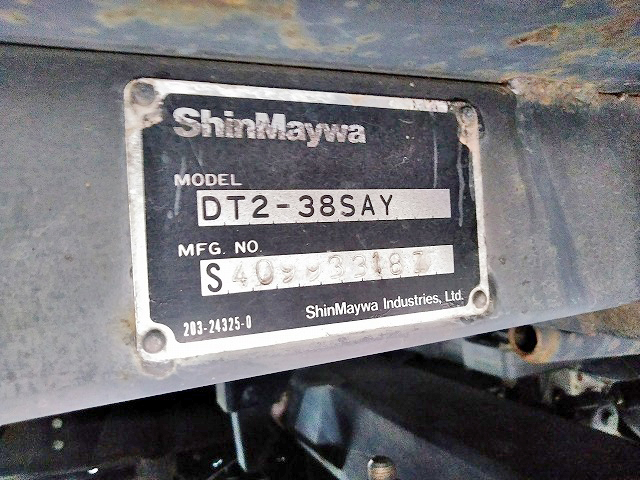 ShinMaywa
MODEL
DT2-38SAY
MFG. NO.
S
ShinMaywa Industries, Ltd.
203-24325-0